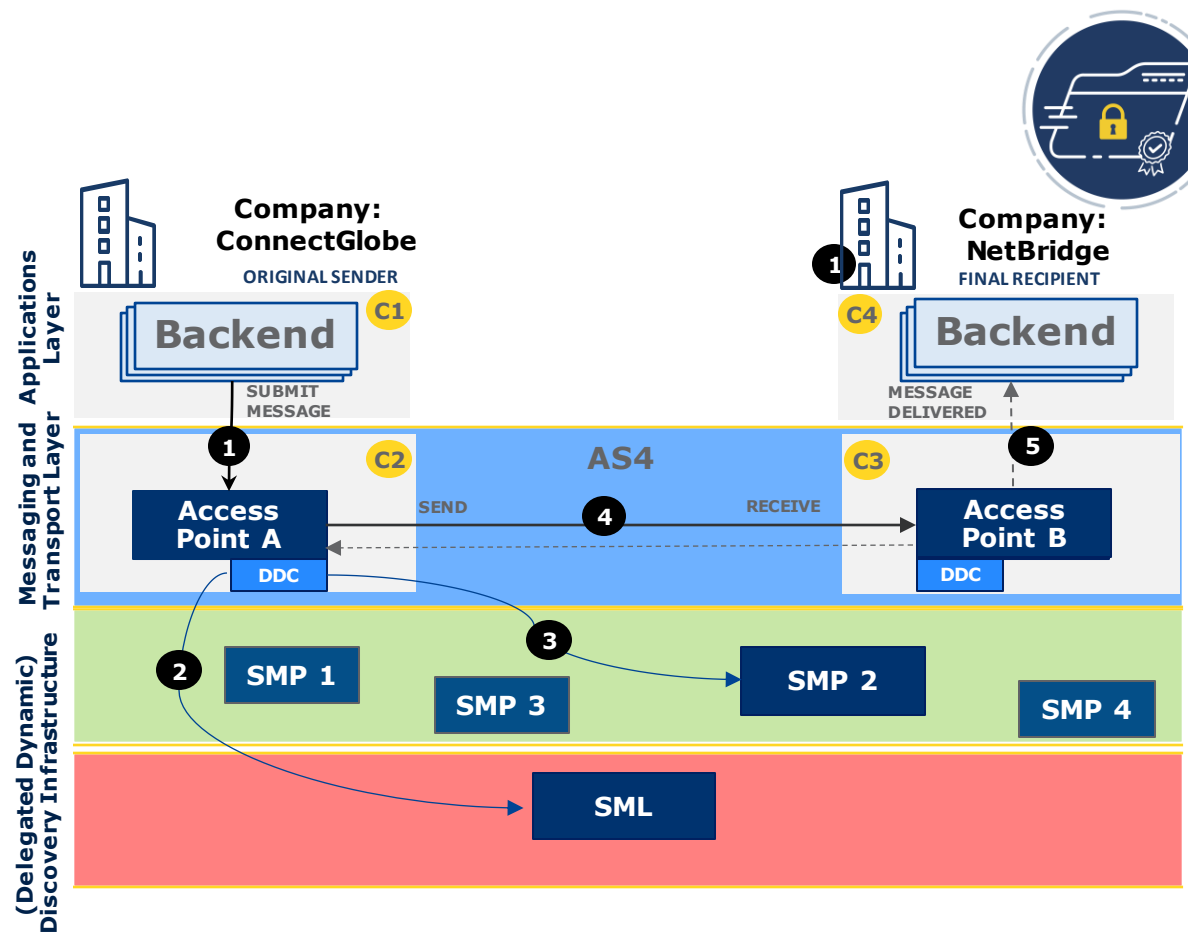 Company:
ConnectGlobe
ORIGINAL SENDER
Company:
NetBridge
FINAL RECIPIENT
1
Applications
Layer
C1
Backend
SUBMIT
MESSAGE
C4
Backend
MESSAGE
DELIVERED
Messaging and
Transport Layer
1
C2
AS4
C3
5
Access
Point A
SEND
4
RECEIVE
Access
Point B
DDC
DDC
(Delegated Dynamic)
Discovery Infrastructure
2
3
SMP 1
SMP 3
SMP 2
SMP 4
SML